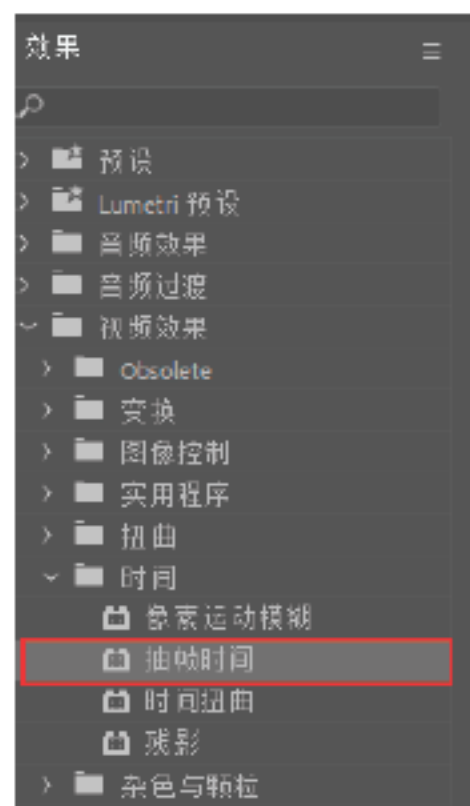 效果
预设
Lumetri 预设
音频效果
音频过渡
视频效果
Obsolete
变换
图像控制
实用程序
扭曲
时间
像素运动模糊
抽帧时间
时间扭曲
残影
杂色与颗粒